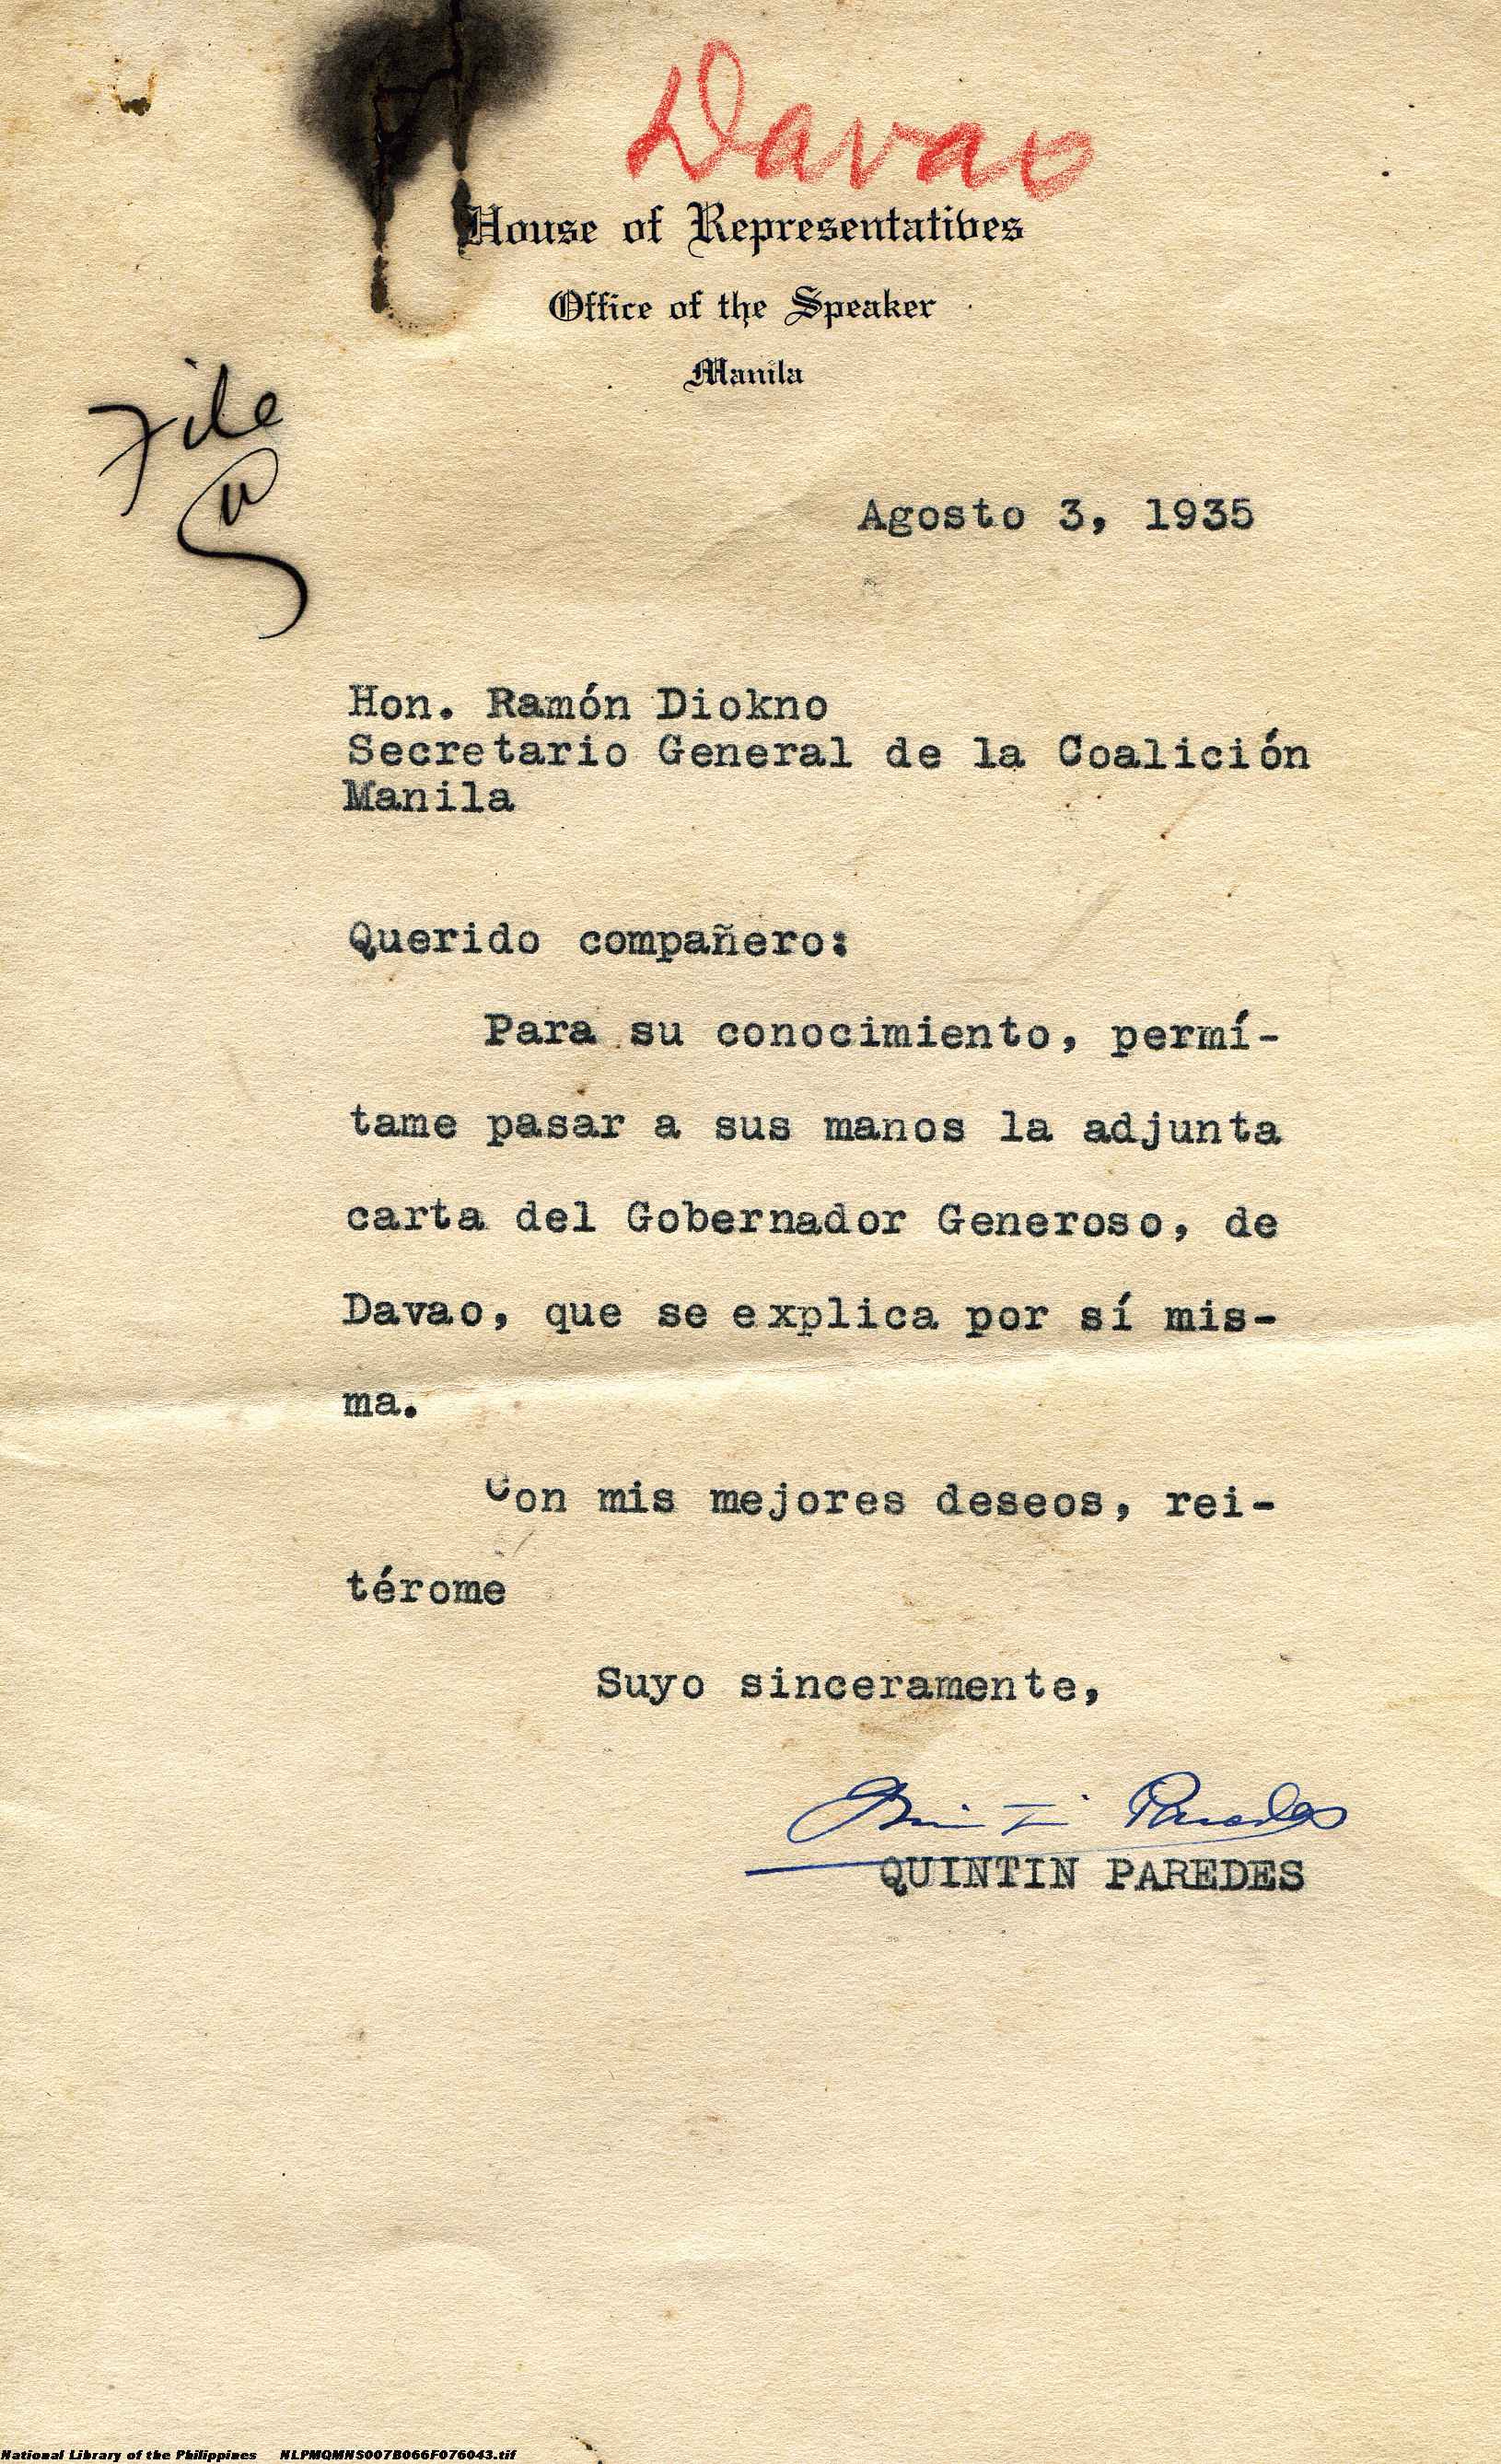 Davao
House of Representatives
Office of the Speaker
Manila
File
Agosto 3, 1935
Hon. Ramón Diokno
Secretario General de la Coalición
Manila
Querido compañero:
Para su conocimiento, permí-
tame pasar a sus manos la adjunta
carta del Gobernador Generoso, de
Davao, que se explica por sí mis-
ma.
Con mis mejores deseos, rei-
térome
Suyo sinceramente,
Quintin Paredes
QUINTIN PAREDES
National Library of the Philippines NLPMQMNS007B066F076043.tif